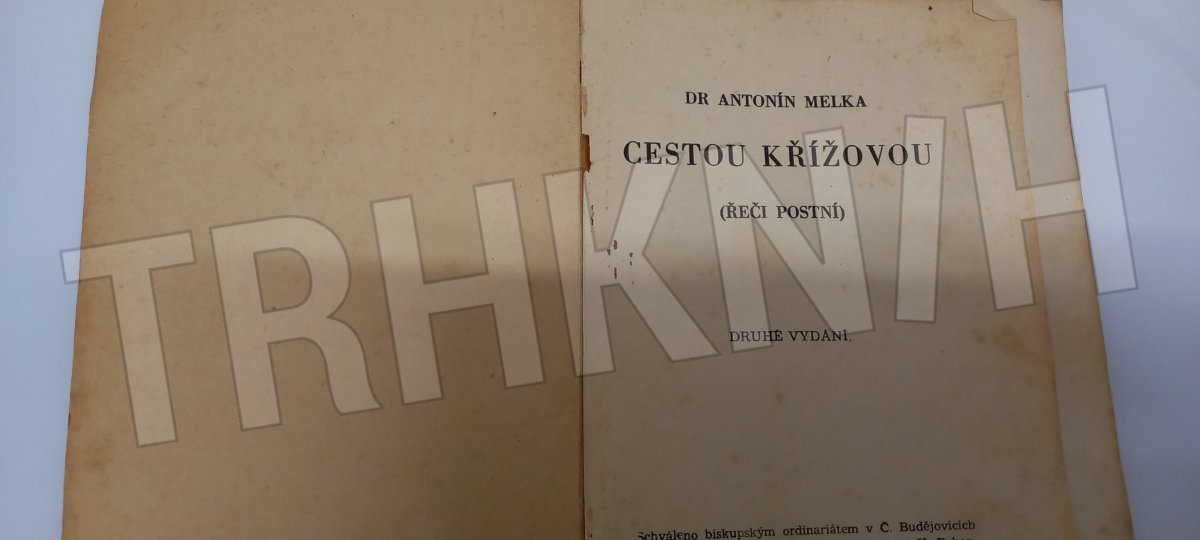 DR ANTONÍN MELKA
CESTOU KŘÍŽOVOU
(ŘEČI POSTNÍ)
DRUHÉ VYDÁNÍ.
Schváleno biskupským ordinariátem v Č. Budějovicích
TRHKNIH